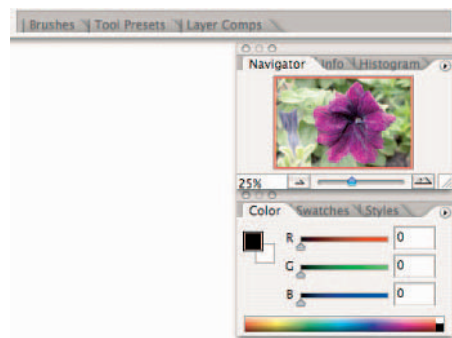 Brushes Tool Presets Layer Comps
Navigator Info Histogram
25%
Color Swatches Styles
R 0
G 0
B 0